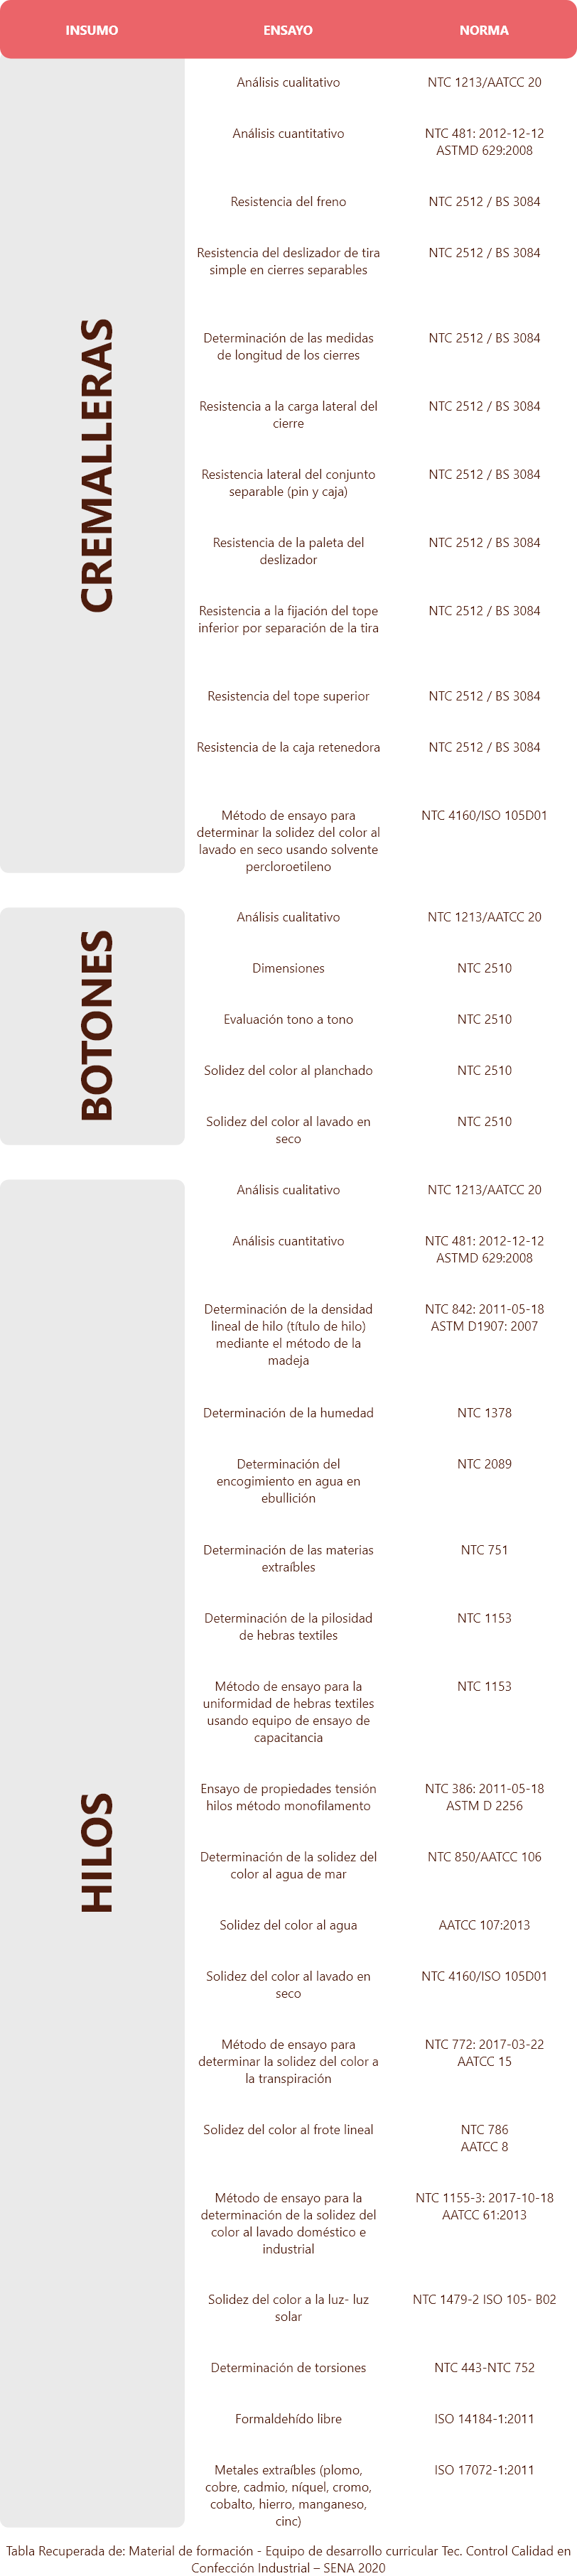 INSUMO ENSAYO NORMA
CREMALLERAS
Análisis cualitativo NTC 1213/AATCC 20
Análisis cuantitativo NTC 481: 2012-12-12
ASTMD 629:2008
Resistencia del freno NTC 2512 / BS 3084
Resistencia del deslizador de tira NTC 2512 / BS 3084
simple en cierres separables
Determinación de las medidas NTC 2512 / BS 3084
de longitud de los cierres
Resistencia a la carga lateral del NTC 2512 / BS 3084
cierre
Resistencia lateral del conjunto NTC 2512 / BS 3084
separable (pin y caja)
Resistencia de la paleta del NTC 2512 / BS 3084
deslizador
Resistencia a la fijación del tope NTC 2512 / BS 3084
inferior por separación de la tira
Resistencia del tope superior NTC 2512 / BS 3084
Resistencia de la caja retenedora NTC 2512 / BS 3084
Método de ensayo para NTC 4160/ISO 105D01
determinar la solidez del color al
lavado en seco usando solvente
percloroetileno
BOTONES
Análisis cualitativo NTC 1213/AATCC 20
Dimensiones NTC 2510
Evaluación tono a tono NTC 2510
Solidez del color al planchado NTC 2510
Solidez del color al lavado en NTC 2510
seco
HILOS
Análisis cualitativo NTC 1213/AATCC 20
Análisis cuantitativo NTC 481: 2012-12-12
ASTMD 629:2008
Determinación de la densidad NTC 842: 2011-05-18
lineal de hilo (título de hilo) ASTM D1907: 2007
mediante el método de la
madeja
Determinación de la humedad NTC 1378
Determinación del NTC 2089
encogimiento en agua en
ebullición
Determinación de las materias NTC 751
extraíbles
Determinación de la pilosidad NTC 1153
de hebras textiles
Método de ensayo para la NTC 1153
uniformidad de hebras textiles
usando equipo de ensayo de
capacitancia
Ensayo de propiedades tensión NTC 386: 2011-05-18
hilos método monofilamento ASTM D 2256
Determinación de la solidez del NTC 850/AATCC 106
color al agua de mar
Solidez del color al agua AATCC 107:2013
Solidez del color al lavado en NTC 4160/ISO 105D01
seco
Método de ensayo para NTC 772: 2017-03-22
determinar la solidez del color a AATCC 15
la transpiración
Solidez del color al frote lineal NTC 786
AATCC 8
Método de ensayo para la NTC 1155-3: 2017-10-18
determinación de la solidez del AATCC 61:2013
color al lavado doméstico e
industrial
Solidez del color a la luz- luz NTC 1479-2 ISO 105- B02
solar
Determinación de torsiones NTC 443-NTC 752
Formaldehído libre ISO 14184-1:2011
Metales extraíbles (plomo, ISO 17072-1:2011
cobre, cadmio, níquel, cromo,
cobalto, hierro, manganeso,
cinc)
Tabla Recuperada de: Material de formación - Equipo de desarrollo curricular Tec. Control Calidad en
Confección Industrial – SENA 2020